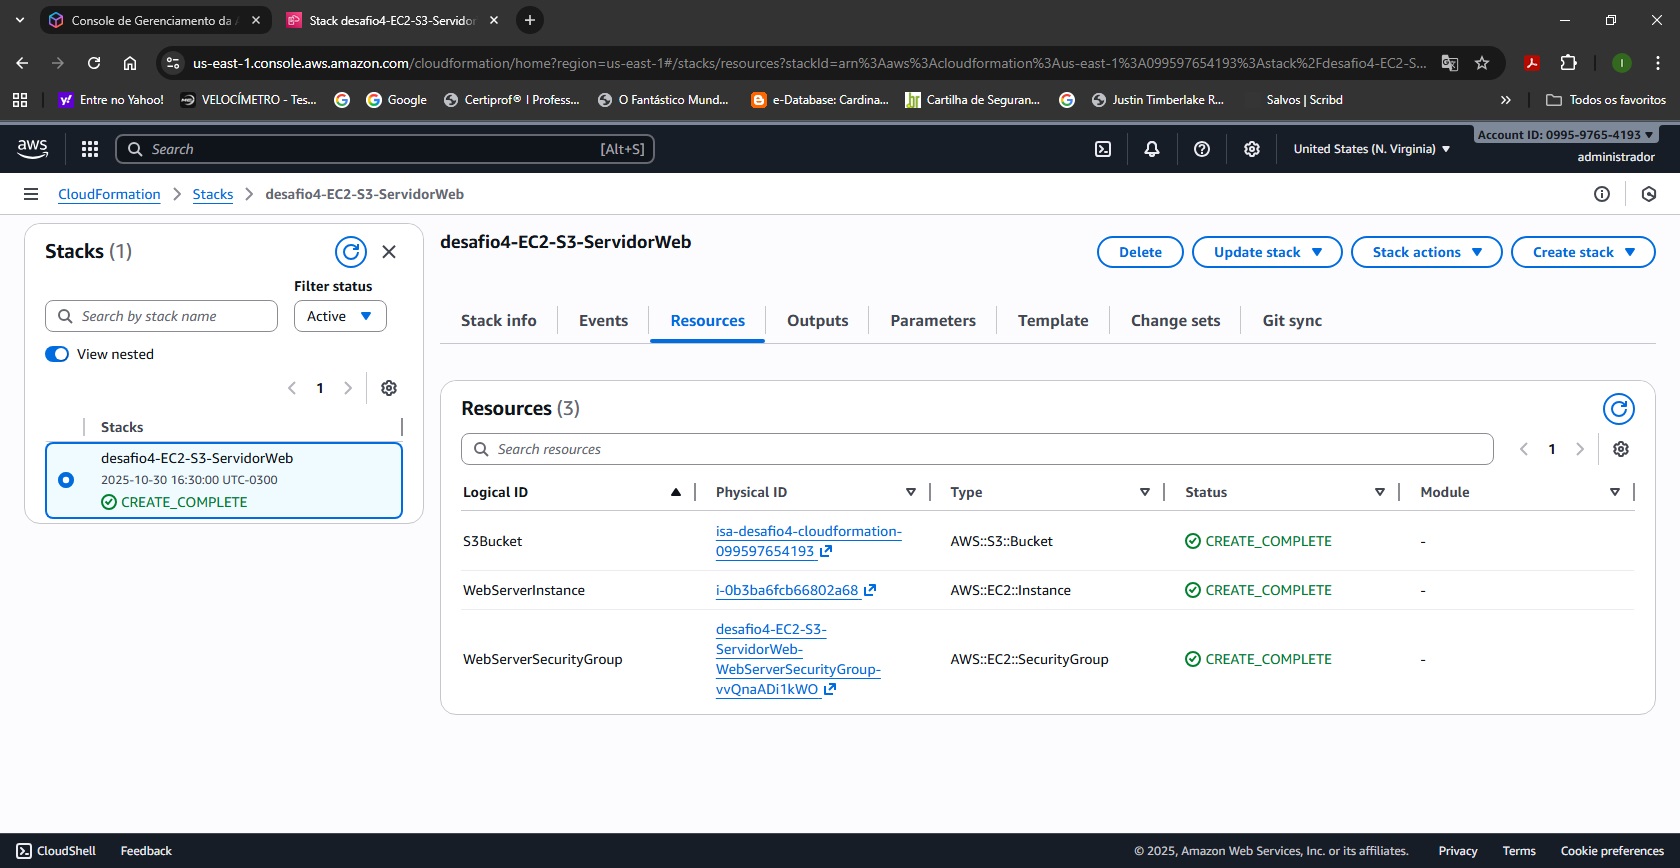 Console de Gerenciamento da A
Stack desafio4-EC2-S3-Servidor
us-east-1.console.aws.amazon.com/cloudformation/home?region=us-east-1#/stacks/resources?stackId=arn%3Aaws%3Acloudformation%3Aus-east-1%3A099597654193%3Astack%2Fdesafio4-EC2-S...
Entre no Yahoo!
VELOCÍMETRO - Tes...
Google
Certiprof® I Profess...
O Fantástico Mund...
e-Database: Cardina...
Cartilha de Seguran...
Justin Timberlake R...
Salvos | Scribd
»
Todos os favoritos
aws
Search
[Alt+S]
United States (N. Virginia)
Account ID: 0995-9765-4193
administrador
CloudFormation
Stacks
desafio4-EC2-S3-ServidorWeb
Stacks (1)
Filter status
Search by stack name
Active
View nested
1
Stacks
desafio4-EC2-S3-ServidorWeb
2025-10-30 16:30:00 UTC-0300
CREATE_COMPLETE
desafio4-EC2-S3-ServidorWeb
Delete
Update stack
Stack actions
Create stack
Stack info
Events
Resources
Outputs
Parameters
Template
Change sets
Git sync
Resources (3)
Search resources
1
Logical ID
Physical ID
Type
Status
Module
S3Bucket
isa-desafio4-cloudformation-
099597654193
AWS::S3::Bucket
CREATE_COMPLETE
-
WebServerInstance
i-0b3ba6fcb66802a68
AWS::EC2::Instance
CREATE_COMPLETE
-
WebServerSecurityGroup
desafio4-EC2-S3-
ServidorWeb-
WebServerSecurityGroup-
vvQnaADi1kWO
AWS::EC2::SecurityGroup
CREATE_COMPLETE
-
CloudShell
Feedback
© 2025, Amazon Web Services, Inc. or its affiliates.
Privacy
Terms
Cookie preferences